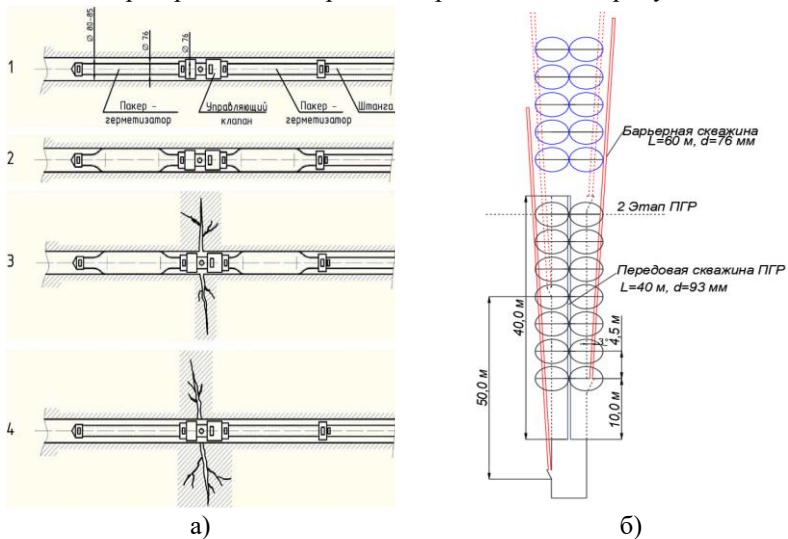 1
Ø 80-85
Ø 76
Ø 76
Пакер - герметизатор
Управляющий клапан
Пакер - герметизатор
Штанга
2
3
4
а)
Барьерная скважина
L=60 м, d=76 мм
2 Этап ПГР
Передовая скважина ПГР
L=40 м, d=93 мм
40,0 м
50,0 м
3°
4,5 м
10,0 м
б)